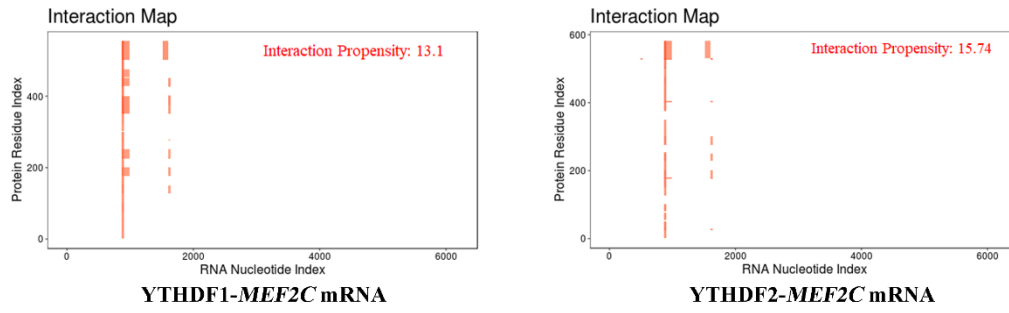 Interaction Map
Interaction Propensity: 13.1
Protein Residue Index
400
200
0
0 2000 4000 6000
RNA Nucleotide Index
YTHDF1-MEF2C mRNA
Interaction Map
Interaction Propensity: 15.74
Protein Residue Index
600
400
200
0
0 2000 4000 6000
RNA Nucleotide Index
YTHDF2-MEF2C mRNA